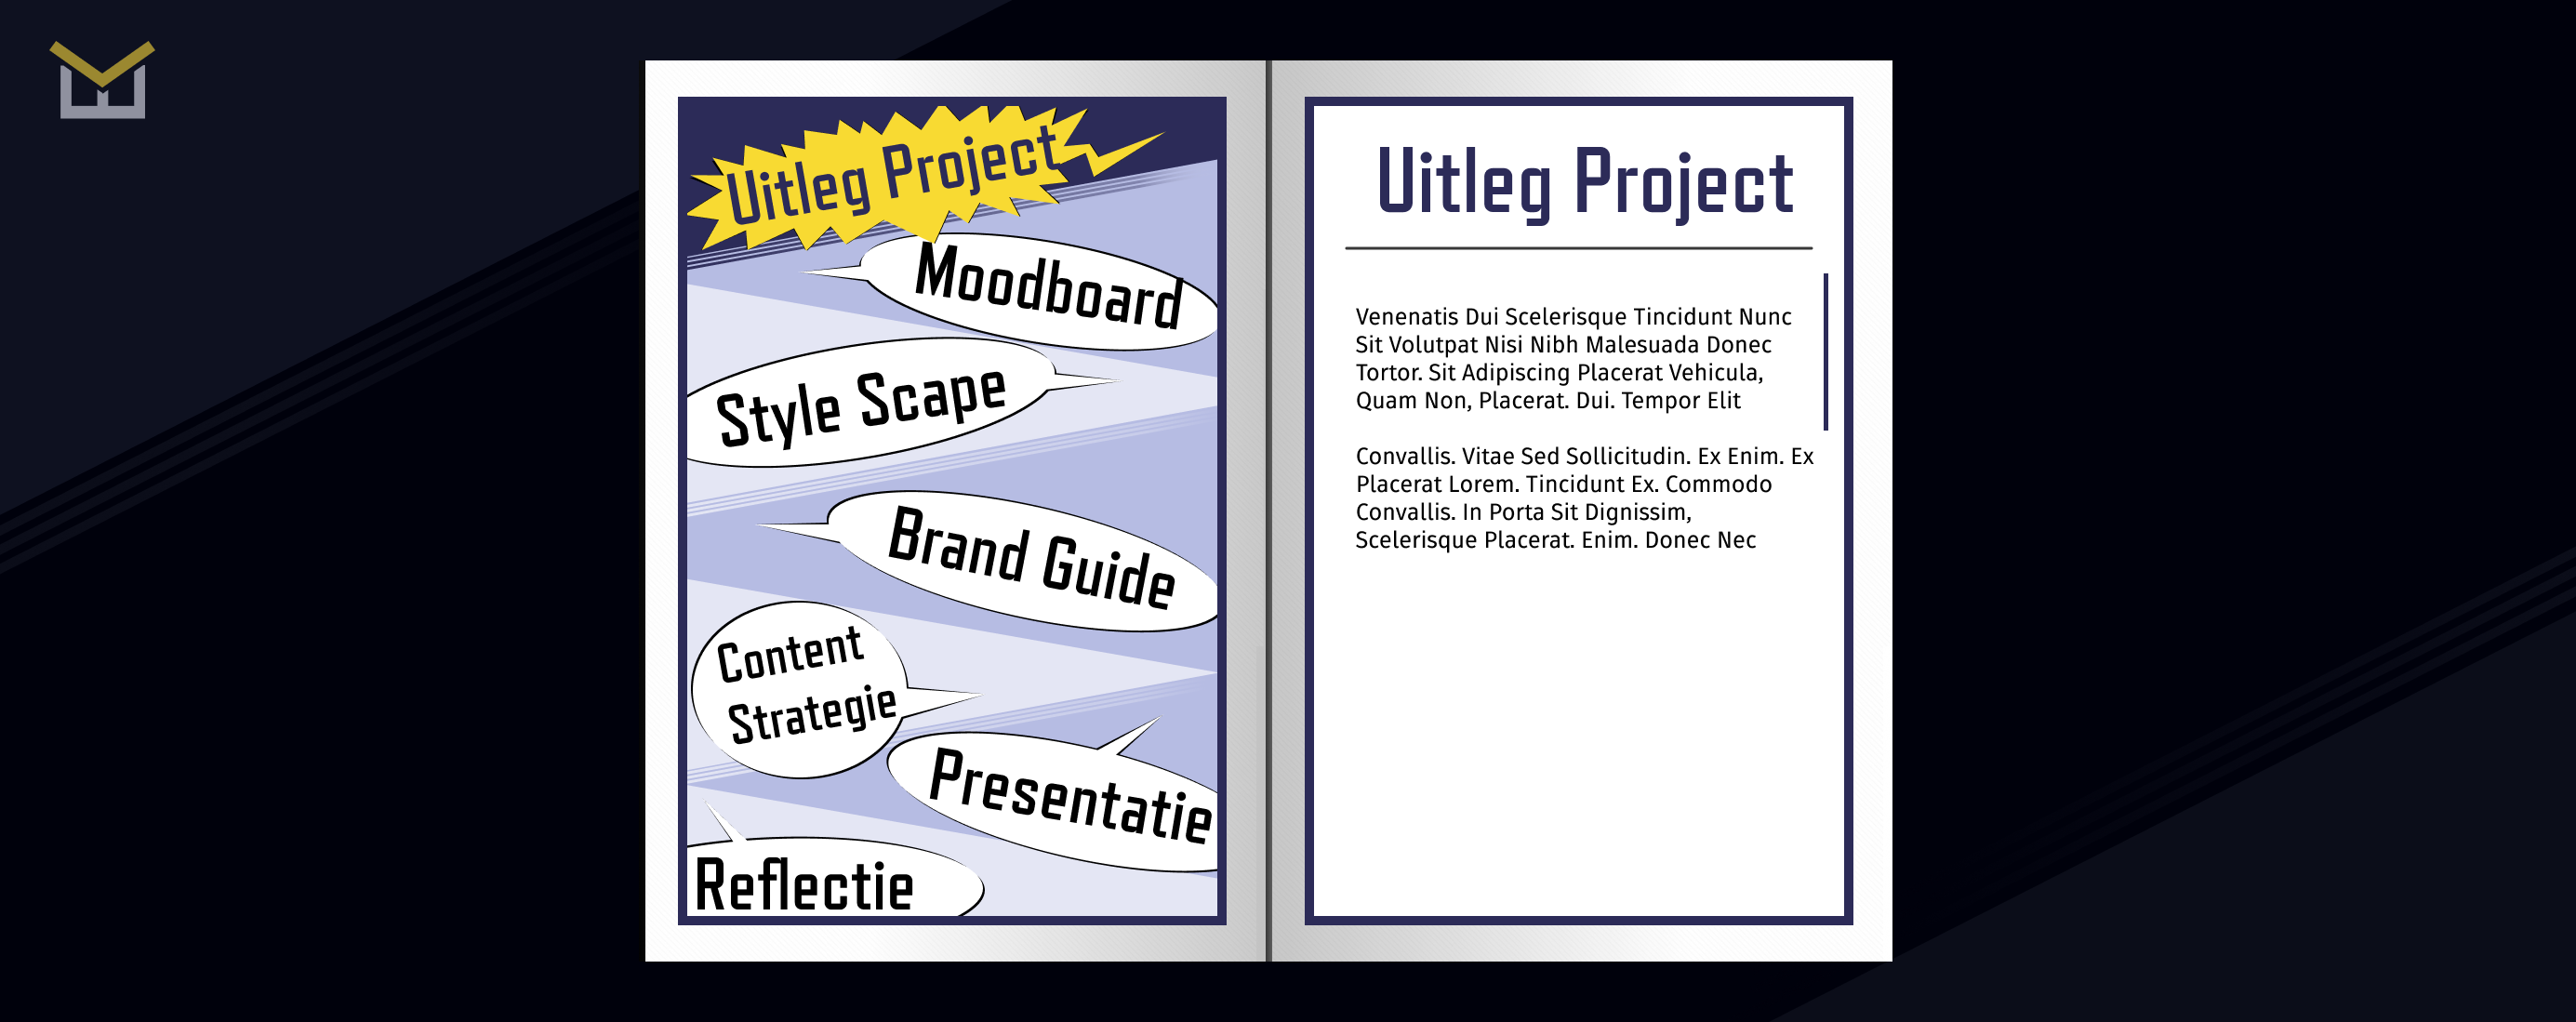 Uitleg Project
Moodboard
Style Scape
Brand Guide
Content
Strategie
Presentatie
Reflectie
Uitleg Project
Venenatis Dui Scelerisque Tincidunt Nunc
Sit Volutpat Nisi Nibh Malesuada Donec
Tortor. Sit Adipiscing Placerat Vehicula,
Quam Non, Placerat. Dui. Tempor Elit
Convallis. Vitae Sed Sollicitudin. Ex Enim. Ex
Placerat Lorem. Tincidunt Ex. Commodo
Convallis. In Porta Sit Dignissim,
Scelerisque Placerat. Enim. Donec Nec